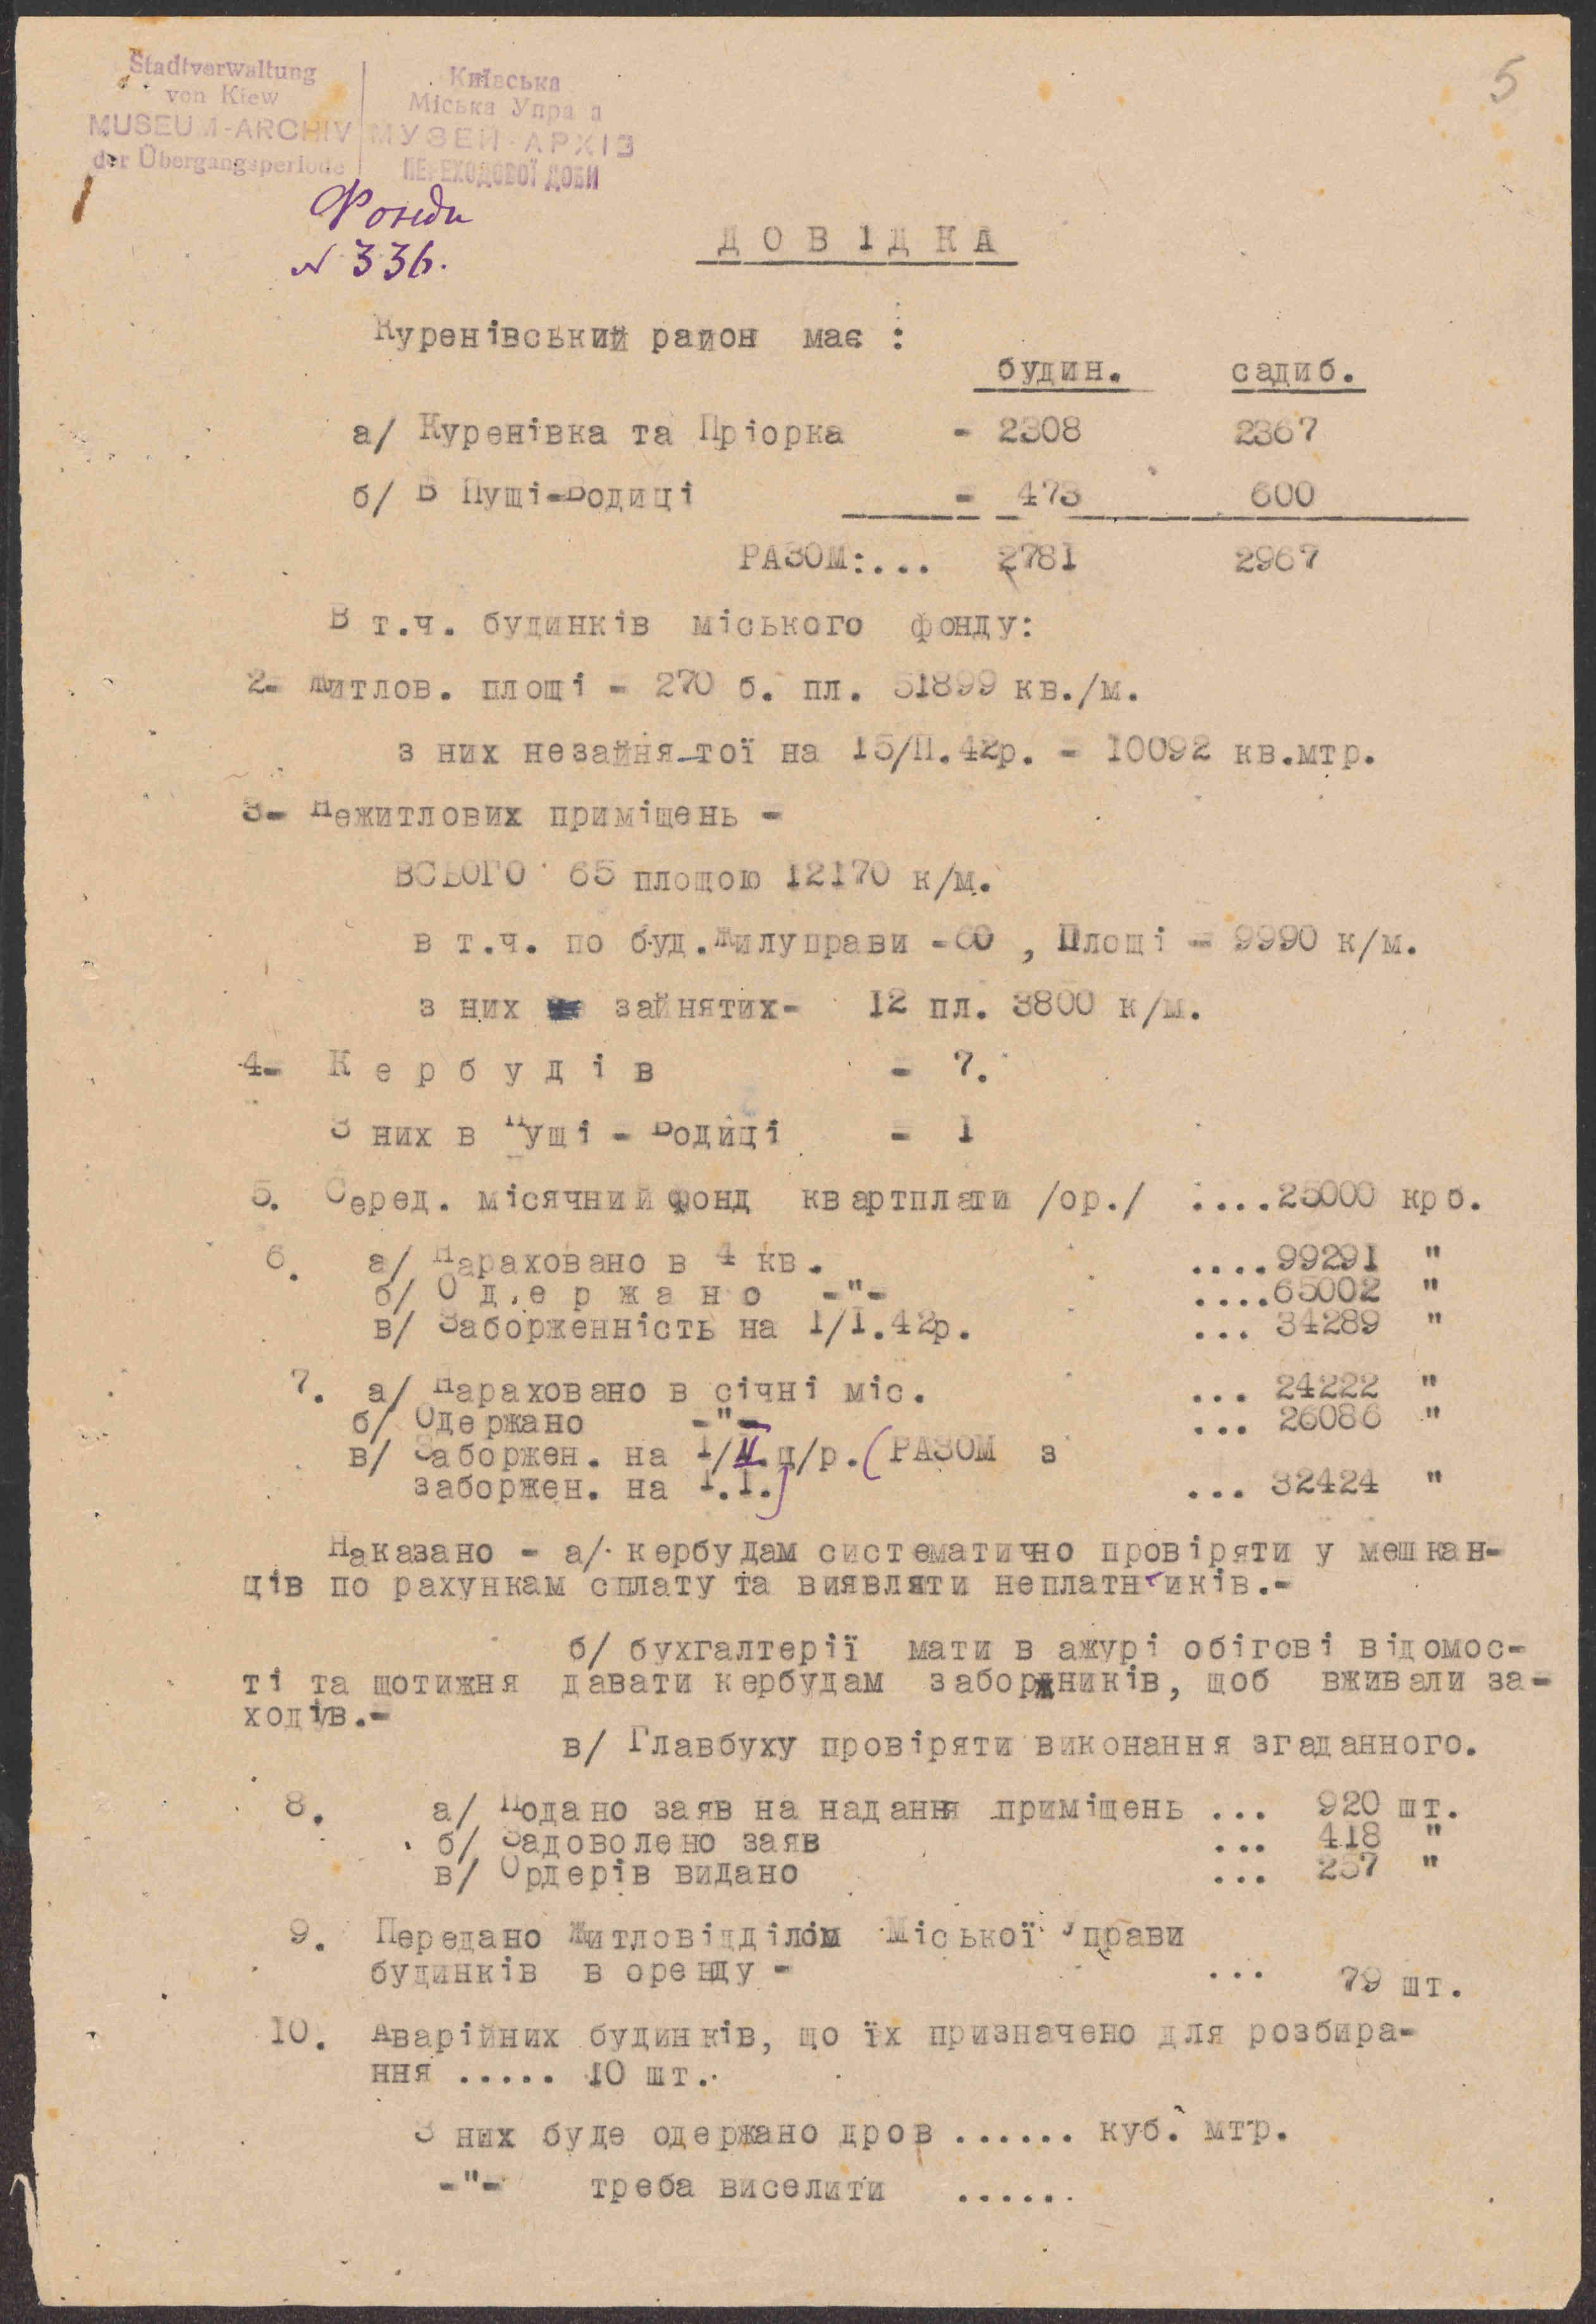 5
Stadtverwaltung
von Kiew
MUSEUM-ARCHIV
der Übergangsperiode
Київська
Міська Упра а
МУЗЕЙ-АРХІВ
ПЕРЕХОДОВОЇ ДОБИ
Фонди
№ 336.
ДОВІДКА
Куренівський район має :
будин. садиб.
а/ Куренівка та Пріорка - 2308 2367
б/ В Пущі-Водиці - 473 600
РАЗОМ:... 2781 2967
В т.ч. будинків міського фонду:
2- Житлов. площі - 270 б. пл. 51899 кв./м.
з них незайня-тої на 15/II.42р. - 10092 кв.мтр.
3- Нежитлових приміщень -
ВСЬОГО 65 площою 12170 к/м.
в т.ч. по буд.Жилуправи -60 , Площі - 9990 к/м.
з них зайнятих- 12 пл. 3800 к/м.
4- Кербудів - 7.
З них в Пущі - Водиці - 1
5. Серед. місячний фонд квартплати /ор./ ....25000 крб.
6. а/ Нараховано в 4 кв. ....99291 "
б/ Одержано -"- ....65002 "
в/ Заборженність на 1/I.42р. ... 34289 "
7. а/ Нараховано в січні міс. ... 24222 "
б/ Одержано -"- ... 26086 "
в/ Заборжен. на 1/II.ц/р.(РАЗОМ з
заборжен. на 1.I.) ... 32424 "
Наказано - а/ кербудам систематично провіряти у мешкан-
ців по рахункам сплату та виявляти неплатників.-
б/ бухгалтерії мати в ажурі обігові відомос-
ті та щотижня давати кербудам заборжників, щоб вживали за-
ходів.-
в/ Главбуху провіряти виконання згаданного.
8. а/ Подано заяв на надання приміщень ... 920 шт.
б/ Задоволено заяв ... 418 "
в/ Ордерів видано ... 257 "
9. Передано Житловідділом Міської Управи
будинків в оренду - ... 79 шт.
10. Аварійних будинків, що їх призначено для розбира-
ння ..... 10 шт.
З них буде одержано дров ...... куб. мтр.
-"- треба виселити ......